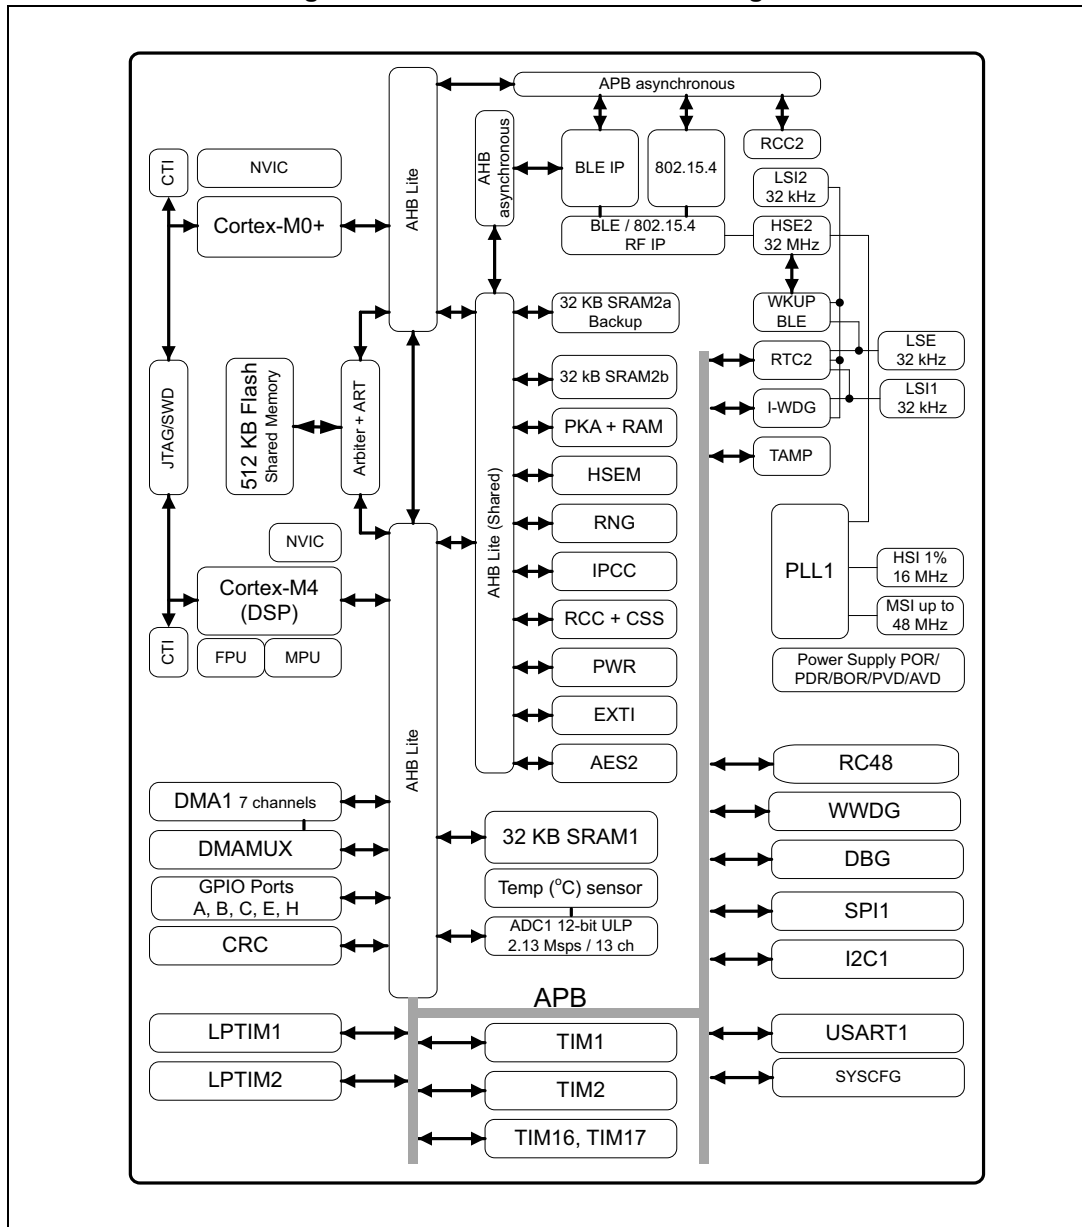 APB asynchronous
AHB Lite
AHB
asynchronous
BLE IP
802.15.4
RCC2
CTI
NVIC
LSI2
32 kHz
Cortex-M0+
BLE / 802.15.4
RF IP
HSE2
32 MHz
32 KB SRAM2a
Backup
WKUP
BLE
LSE
32 kHz
RTC2
LSI1
32 kHz
JTAG/SWD
512 KB Flash
Shared Memory
Arbiter + ART
AHB Lite (Shared)
32 kB SRAM2b
I-WDG
PKA + RAM
TAMP
HSEM
RNG
NVIC
PLL1
HSI 1%
16 MHz
IPCC
Cortex-M4
(DSP)
RCC + CSS
MSI up to
48 MHz
CTI
FPU
MPU
PWR
Power Supply POR/
PDR/BOR/PVD/AVD
EXTI
AHB Lite
AES2
RC48
DMA1 7 channels
WWDG
DMAMUX
32 KB SRAM1
DBG
GPIO Ports
A, B, C, E, H
Temp (°C) sensor
SPI1
CRC
ADC1 12-bit ULP
2.13 Msps / 13 ch
I2C1
APB
LPTIM1
TIM1
USART1
LPTIM2
TIM2
SYSCFG
TIM16, TIM17